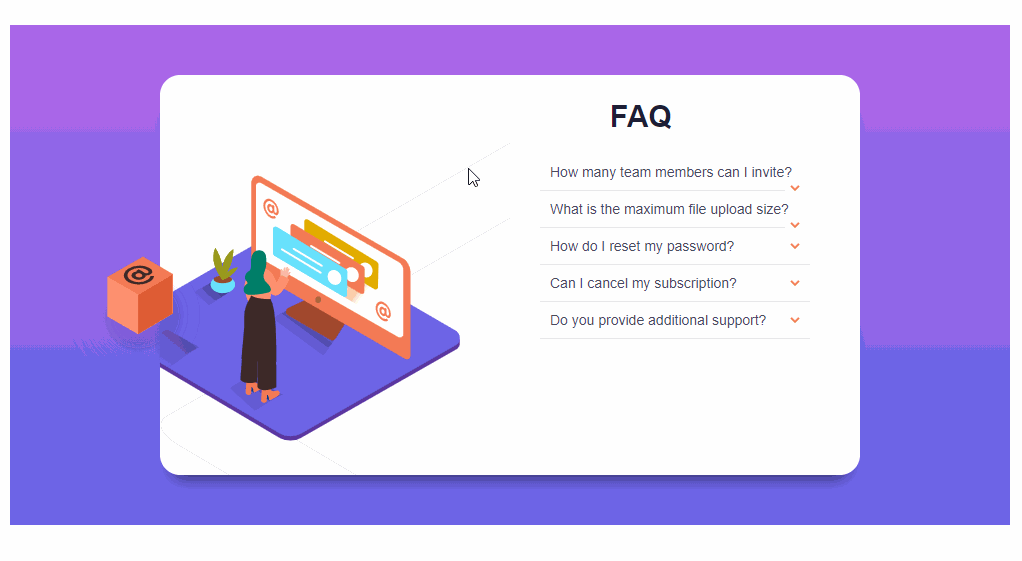 FAQ
How many team members can I invite?
What is the maximum file upload size?
How do I reset my password?
Can I cancel my subscription?
Do you provide additional support?
@
@
@